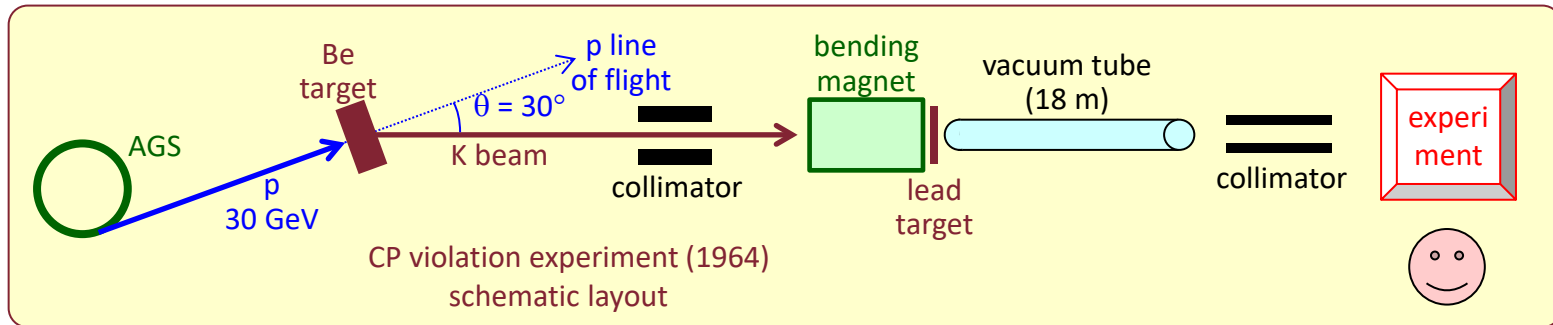 AGS
p
30 GeV
Be
target
p line
of flight
θ = 30°
K beam
collimator
bending
magnet
lead
target
vacuum tube
(18 m)
collimator
experi
ment
CP violation experiment (1964)
schematic layout